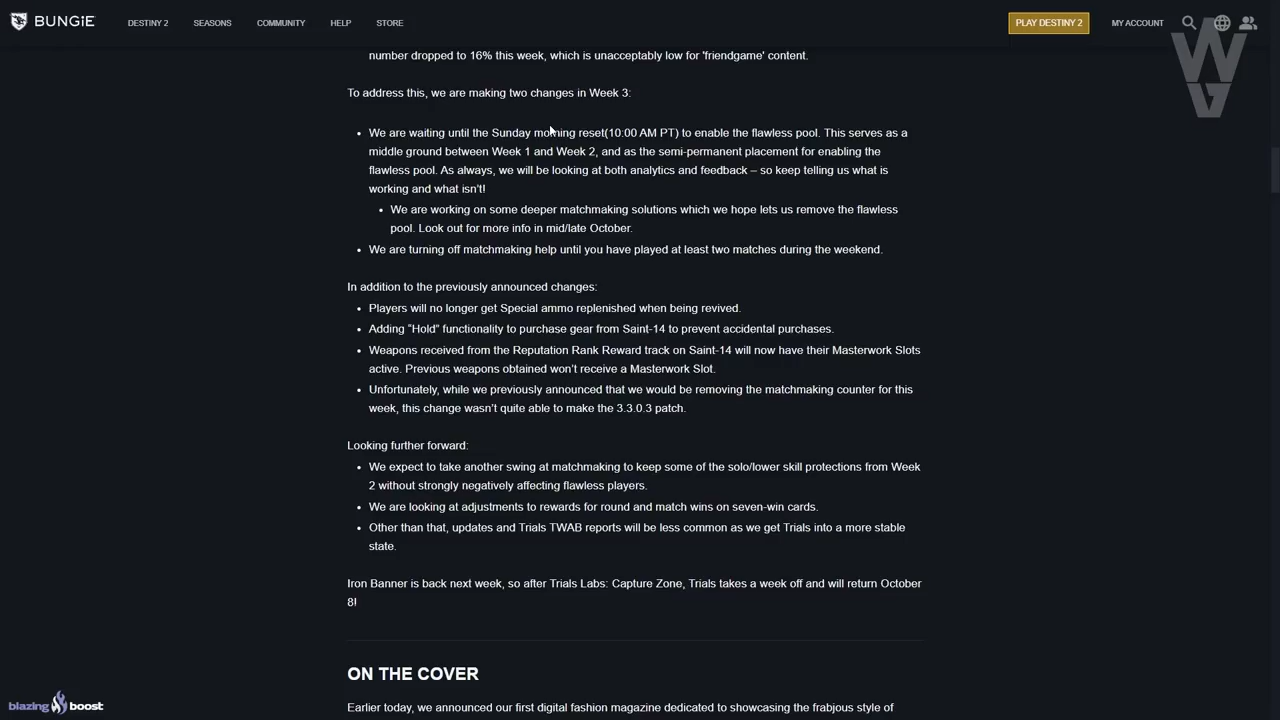 BUNGiE
DESTINY 2
SEASONS
COMMUNITY
HELP
STORE
PLAY DESTINY 2
MY ACCOUNT
number dropped to 16% this week, which is unacceptably low for 'friendgame' content.
To address this, we are making two changes in Week 3:
• We are waiting until the Sunday morning reset(10:00 AM PT) to enable the flawless pool. This serves as a
middle ground between Week 1 and Week 2, and as the semi-permanent placement for enabling the
flawless pool. As always, we will be looking at both analytics and feedback – so keep telling us what is
working and what isn't!
• We are working on some deeper matchmaking solutions which we hope lets us remove the flawless
pool. Look out for more info in mid/late October.
• We are turning off matchmaking help until you have played at least two matches during the weekend.
In addition to the previously announced changes:
• Players will no longer get Special ammo replenished when being revived.
• Adding “Hold” functionality to purchase gear from Saint-14 to prevent accidental purchases.
• Weapons received from the Reputation Rank Reward track on Saint-14 will now have their Masterwork Slots
active. Previous weapons obtained won’t receive a Masterwork Slot.
• Unfortunately, while we previously announced that we would be removing the matchmaking counter for this
week, this change wasn’t quite able to make the 3.3.0.3 patch.
Looking further forward:
• We expect to take another swing at matchmaking to keep some of the solo/lower skill protections from Week
2 without strongly negatively affecting flawless players.
• We are looking at adjustments to rewards for round and match wins on seven-win cards.
• Other than that, updates and Trials TWAB reports will be less common as we get Trials into a more stable
state.
Iron Banner is back next week, so after Trials Labs: Capture Zone, Trials takes a week off and will return October
8!
ON THE COVER
Earlier today, we announced our first digital fashion magazine dedicated to showcasing the frabjous style of
blazing boost